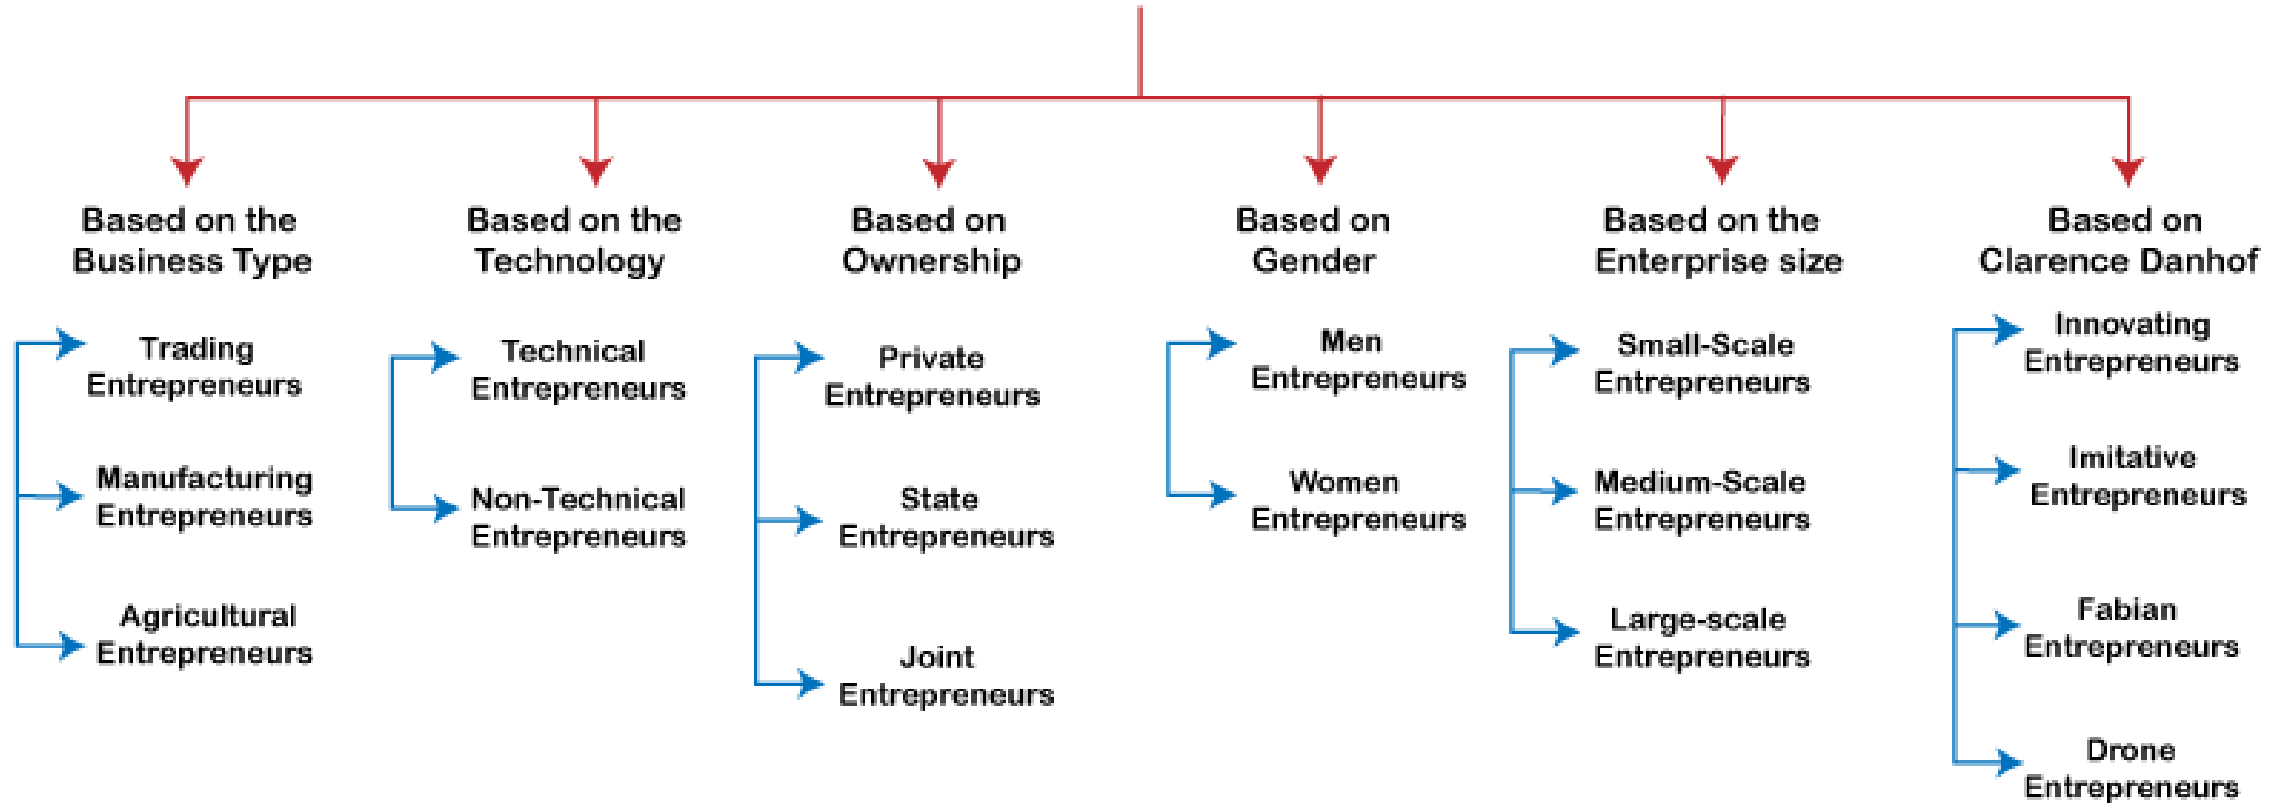 Based on the
Business Type
Trading
Entrepreneurs
Manufacturing
Entrepreneurs
Agricultural
Entrepreneurs
Based on the
Technology
Technical
Entrepreneurs
Non-Technical
Entrepreneurs
Based on
Ownership
Private
Entrepreneurs
State
Entrepreneurs
Joint
Entrepreneurs
Based on
Gender
Men
Entrepreneurs
Women
Entrepreneurs
Based on the
Enterprise size
Small-Scale
Entrepreneurs
Medium-Scale
Entrepreneurs
Large-scale
Entrepreneurs
Based on
Clarence Danhof
Innovating
Entrepreneurs
Imitative
Entrepreneurs
Fabian
Entrepreneurs
Drone
Entrepreneurs